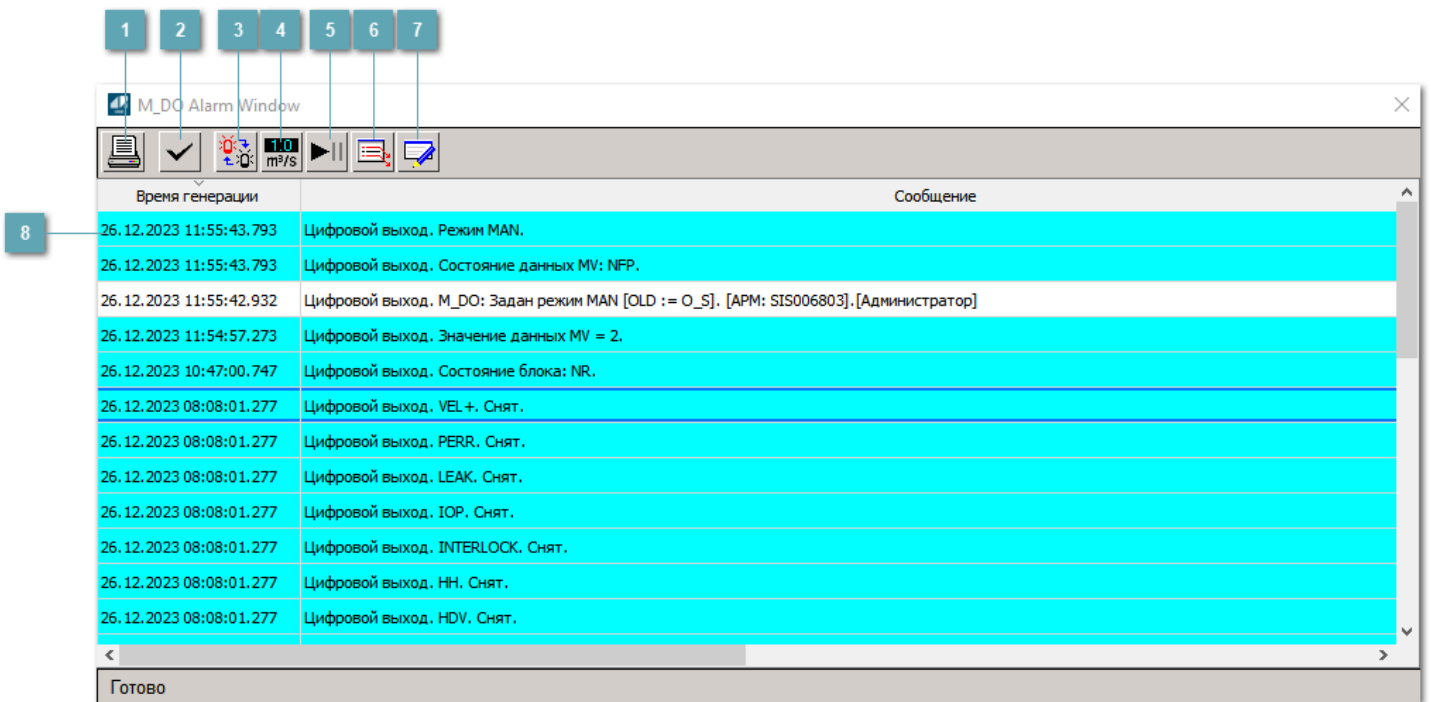 1 2 3 4 5 6 7
M_DO Alarm Window
1.0
m³/s
Время генерации Сообщение
8
26.12.2023 11:55:43.793 Цифровой выход. Режим MAN.
26.12.2023 11:55:43.793 Цифровой выход. Состояние данных MV: NFP.
26.12.2023 11:55:42.932 Цифровой выход. M_DO: Задан режим MAN [OLD := O_S]. [АРМ: SIS006803].[Администратор]
26.12.2023 11:54:57.273 Цифровой выход. Значение данных MV = 2.
26.12.2023 10:47:00.747 Цифровой выход. Состояние блока: NR.
26.12.2023 08:08:01.277 Цифровой выход. VEL+. Снят.
26.12.2023 08:08:01.277 Цифровой выход. PERR. Снят.
26.12.2023 08:08:01.277 Цифровой выход. LEAK. Снят.
26.12.2023 08:08:01.277 Цифровой выход. IOP. Снят.
26.12.2023 08:08:01.277 Цифровой выход. INTERLOCK. Снят.
26.12.2023 08:08:01.277 Цифровой выход. HH. Снят.
26.12.2023 08:08:01.277 Цифровой выход. HDV. Снят.
Готово